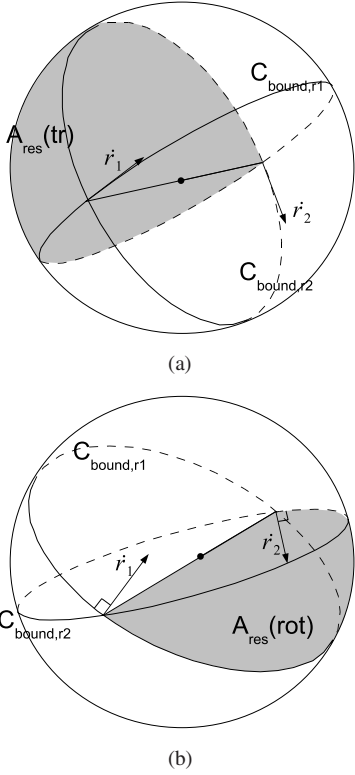 C_bound,r1
A_res(tr)
ṙ_1
ṙ_2
C_bound,r2
(a)
C_bound,r1
ṙ_1
ṙ_2
C_bound,r2
A_res(rot)
(b)